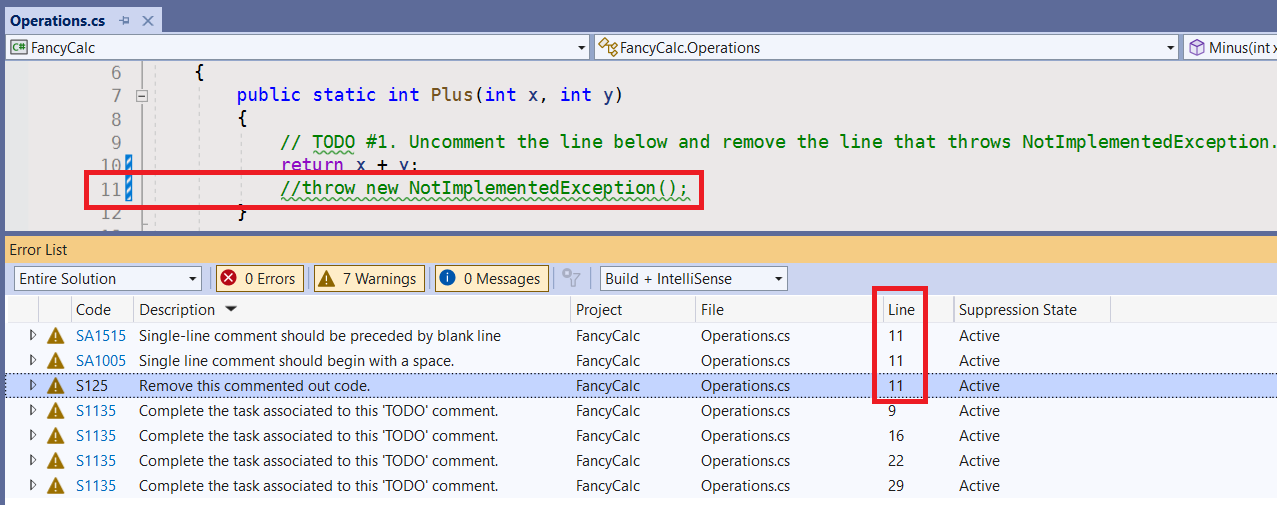 Operations.cs
C# FancyCalc FancyCalc.Operations Minus(int x
6 {
7 public static int Plus(int x, int y)
8 {
9 // TODO #1. Uncomment the line below and remove the line that throws NotImplementedException.
10 return x + y;
11 //throw new NotImplementedException();
12 }
Error List
Entire Solution 0 Errors 7 Warnings 0 Messages Build + IntelliSense
Code Description Project File Line Suppression State
SA1515 Single-line comment should be preceded by blank line FancyCalc Operations.cs 11 Active
SA1005 Single line comment should begin with a space. FancyCalc Operations.cs 11 Active
S125 Remove this commented out code. FancyCalc Operations.cs 11 Active
S1135 Complete the task associated to this 'TODO' comment. FancyCalc Operations.cs 9 Active
S1135 Complete the task associated to this 'TODO' comment. FancyCalc Operations.cs 16 Active
S1135 Complete the task associated to this 'TODO' comment. FancyCalc Operations.cs 22 Active
S1135 Complete the task associated to this 'TODO' comment. FancyCalc Operations.cs 29 Active